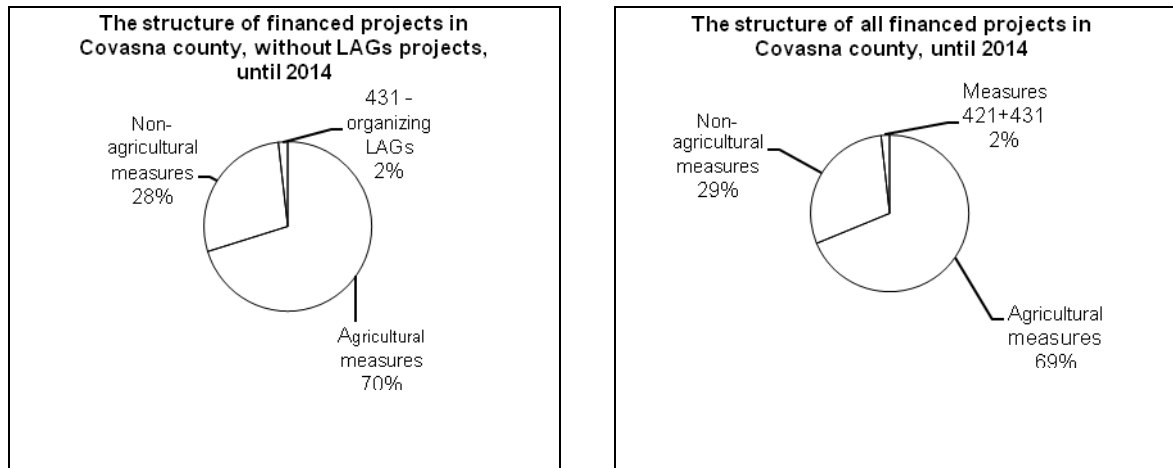 The structure of financed projects in
Covasna county, without LAGs projects,
until 2014
431 -
organizing
LAGs
2%
Non-
agricultural
measures
28%
Agricultural
measures
70%
The structure of all financed projects in
Covasna county, until 2014
Measures
421+431
2%
Non-
agricultural
measures
29%
Agricultural
measures
69%